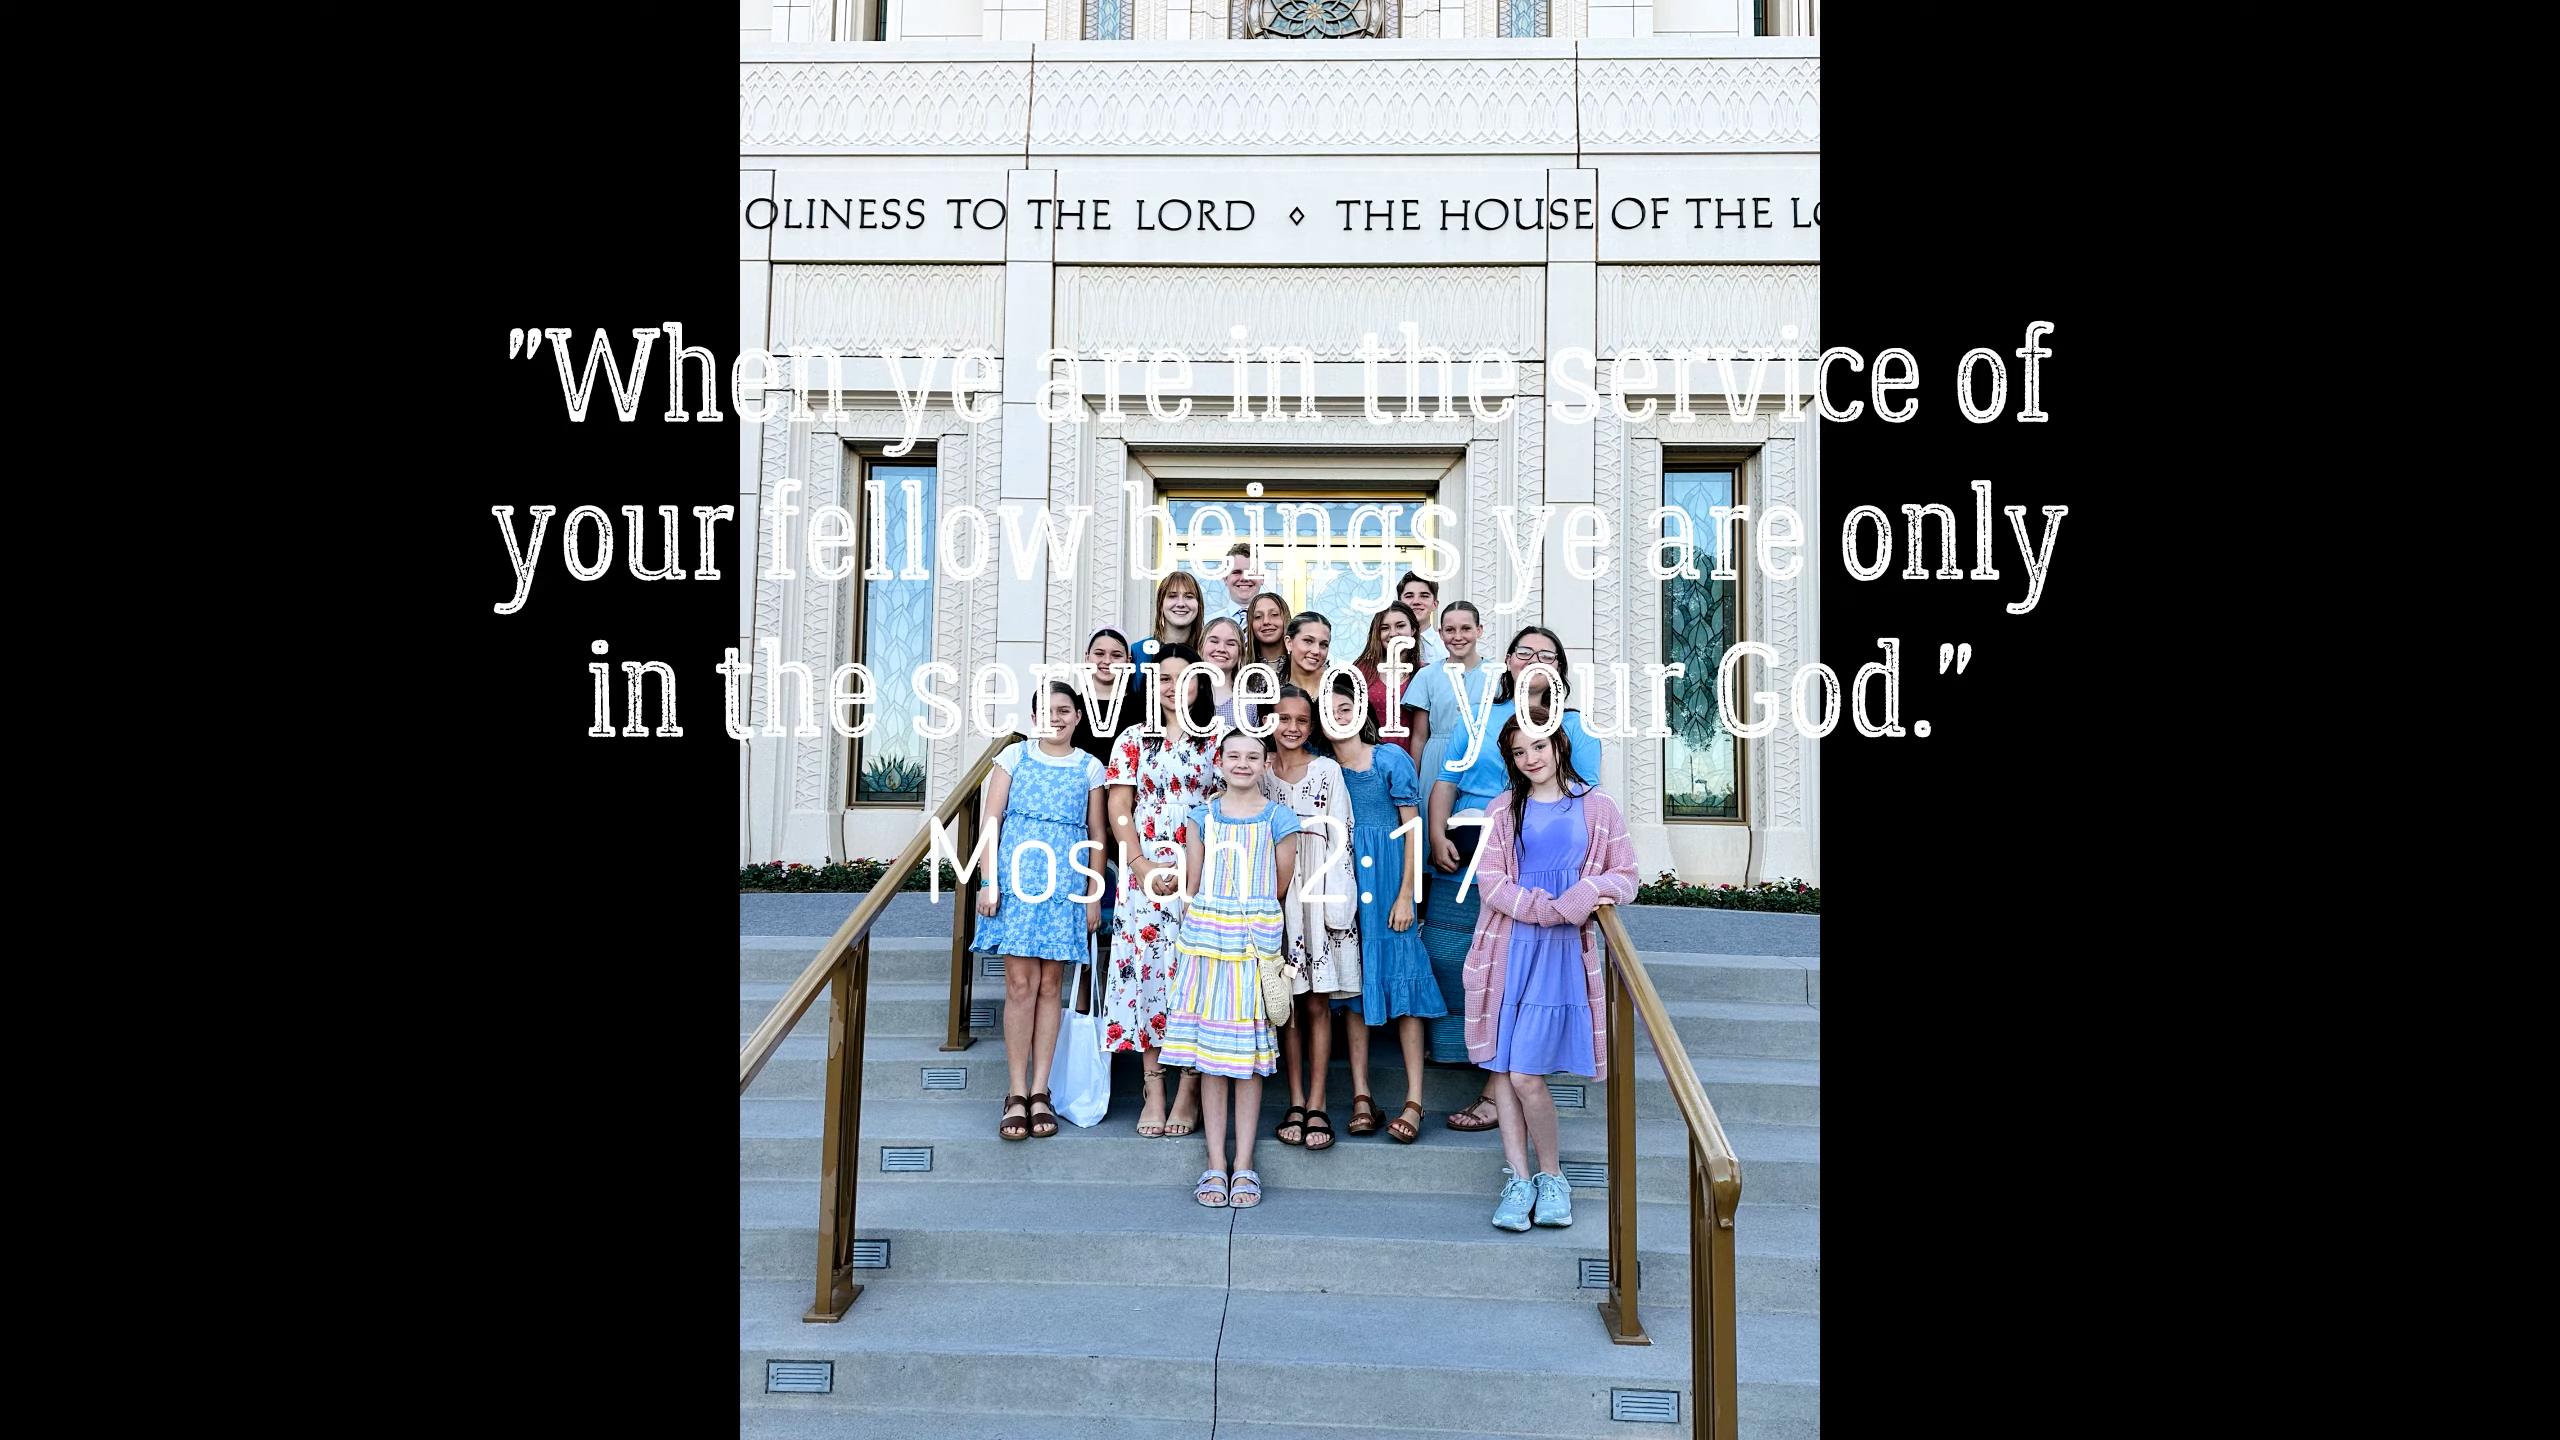 OLINESS TO THE LORD ◊ THE HOUSE OF THE LO
"When ye are in the service of
your fellow beings ye are only
in the service of your God."
Mosiah 2:17